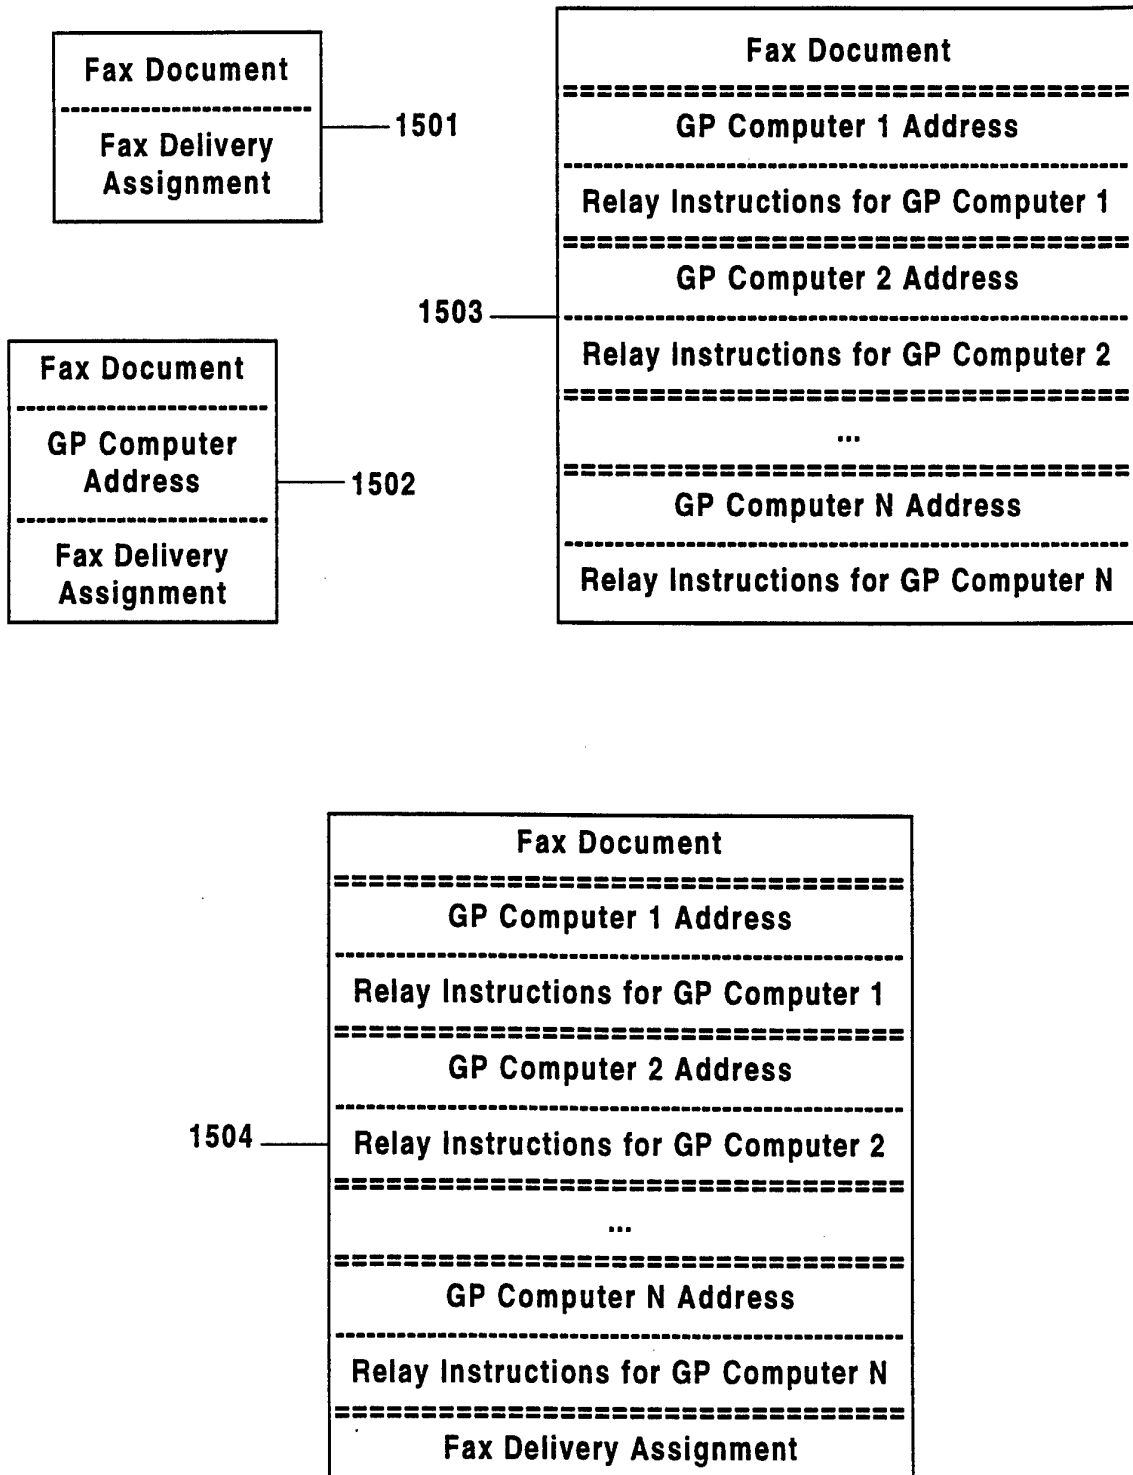 Fax Document
Fax Delivery
Assignment
1501
Fax Document
GP Computer
Address
Fax Delivery
Assignment
1502
Fax Document
GP Computer 1 Address
Relay Instructions for GP Computer 1
GP Computer 2 Address
Relay Instructions for GP Computer 2
...
GP Computer N Address
Relay Instructions for GP Computer N
1503
Fax Document
GP Computer 1 Address
Relay Instructions for GP Computer 1
GP Computer 2 Address
Relay Instructions for GP Computer 2
...
GP Computer N Address
Relay Instructions for GP Computer N
Fax Delivery Assignment
1504